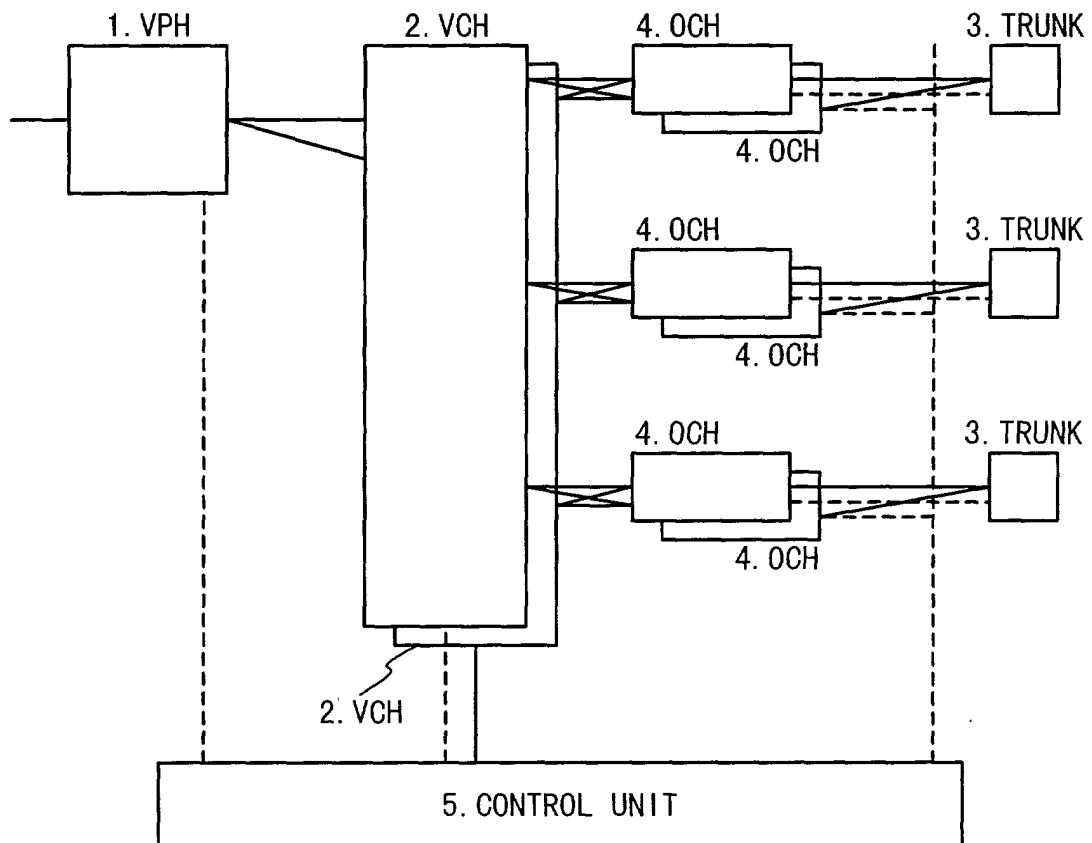 1. VPH
2. VCH
4. OCH
3. TRUNK
4. OCH
4. OCH
3. TRUNK
4. OCH
4. OCH
3. TRUNK
4. OCH
2. VCH
5. CONTROL UNIT